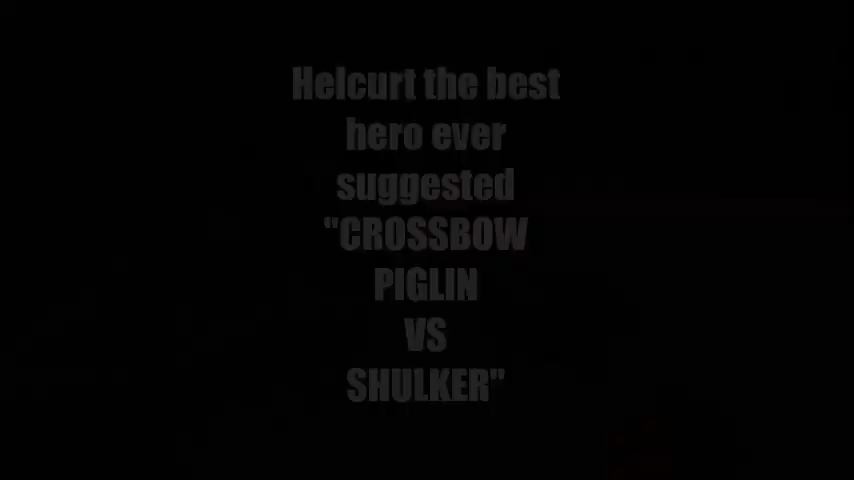 Helcurt the best
hero ever
suggested
"CROSSBOW
PIGLIN
VS
SHULKER"